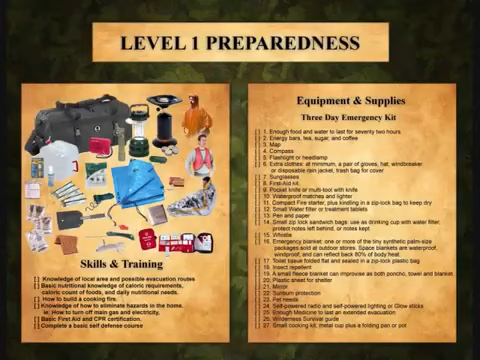 LEVEL 1 PREPAREDNESS
Equipment & Supplies
Three Day Emergency Kit
[ ] 1. Enough food and water to last for seventy two hours
[ ] 2. Energy bars, tea, sugar, and coffee
[ ] 3. Map
[ ] 4. Compass
[ ] 5. Flashlight or headlamp
[ ] 6. Extra clothes: at minimum, a pair of gloves, hat, windbreaker
or disposable rain jacket, trash bag for cover
[ ] 7. Sunglasses
[ ] 8. First-Aid kit
[ ] 9. Pocket knife or multi-tool with knife
[ ] 10. Waterproof matches and lighter
[ ] 11. Compact Fire starter, plus kindling in a zip-lock bag to keep dry
[ ] 12. Small Water filter or treatment tablets
[ ] 13. Pen and paper
[ ] 14. Small zip lock sandwich bags: use as drinking cup with water filter,
protect notes left behind, or notes kept
[ ] 15. Whistle
[ ] 16. Emergency blanket: one or more of the tiny synthetic palm-size
packages sold at outdoor stores. Space blankets are waterproof,
windproof, and can reflect back 80% of body heat.
[ ] 17. Toilet tissue folded flat and sealed in a zip-lock plastic bag
[ ] 18. Insect repellent
[ ] 19. A small fleece blanket can improvise as both poncho, towel and blanket
[ ] 20. Plastic sheet for shelter
[ ] 21. Mirror
[ ] 22. Sunburn protection
[ ] 23. Pet needs
[ ] 24. Self-powered radio and self-powered lighting or Glow sticks
[ ] 25. Enough Medicine to last an extended evacuation
[ ] 26. Wilderness Survival guide
[ ] 27. Small cooking kit, metal cup plus a folding pan or pot
Skills & Training
[ ] Knowledge of local area and possible evacuation routes
[ ] Basic nutritional knowledge of caloric requirements,
caloric count of foods, and daily nutritional needs.
[ ] How to build a cooking fire.
[ ] Knowledge of how to eliminate hazards in the home.
ie. How to turn off main gas and electricity,
[ ] Basic First Aid and CPR certification.
[ ] Complete a basic self defense course